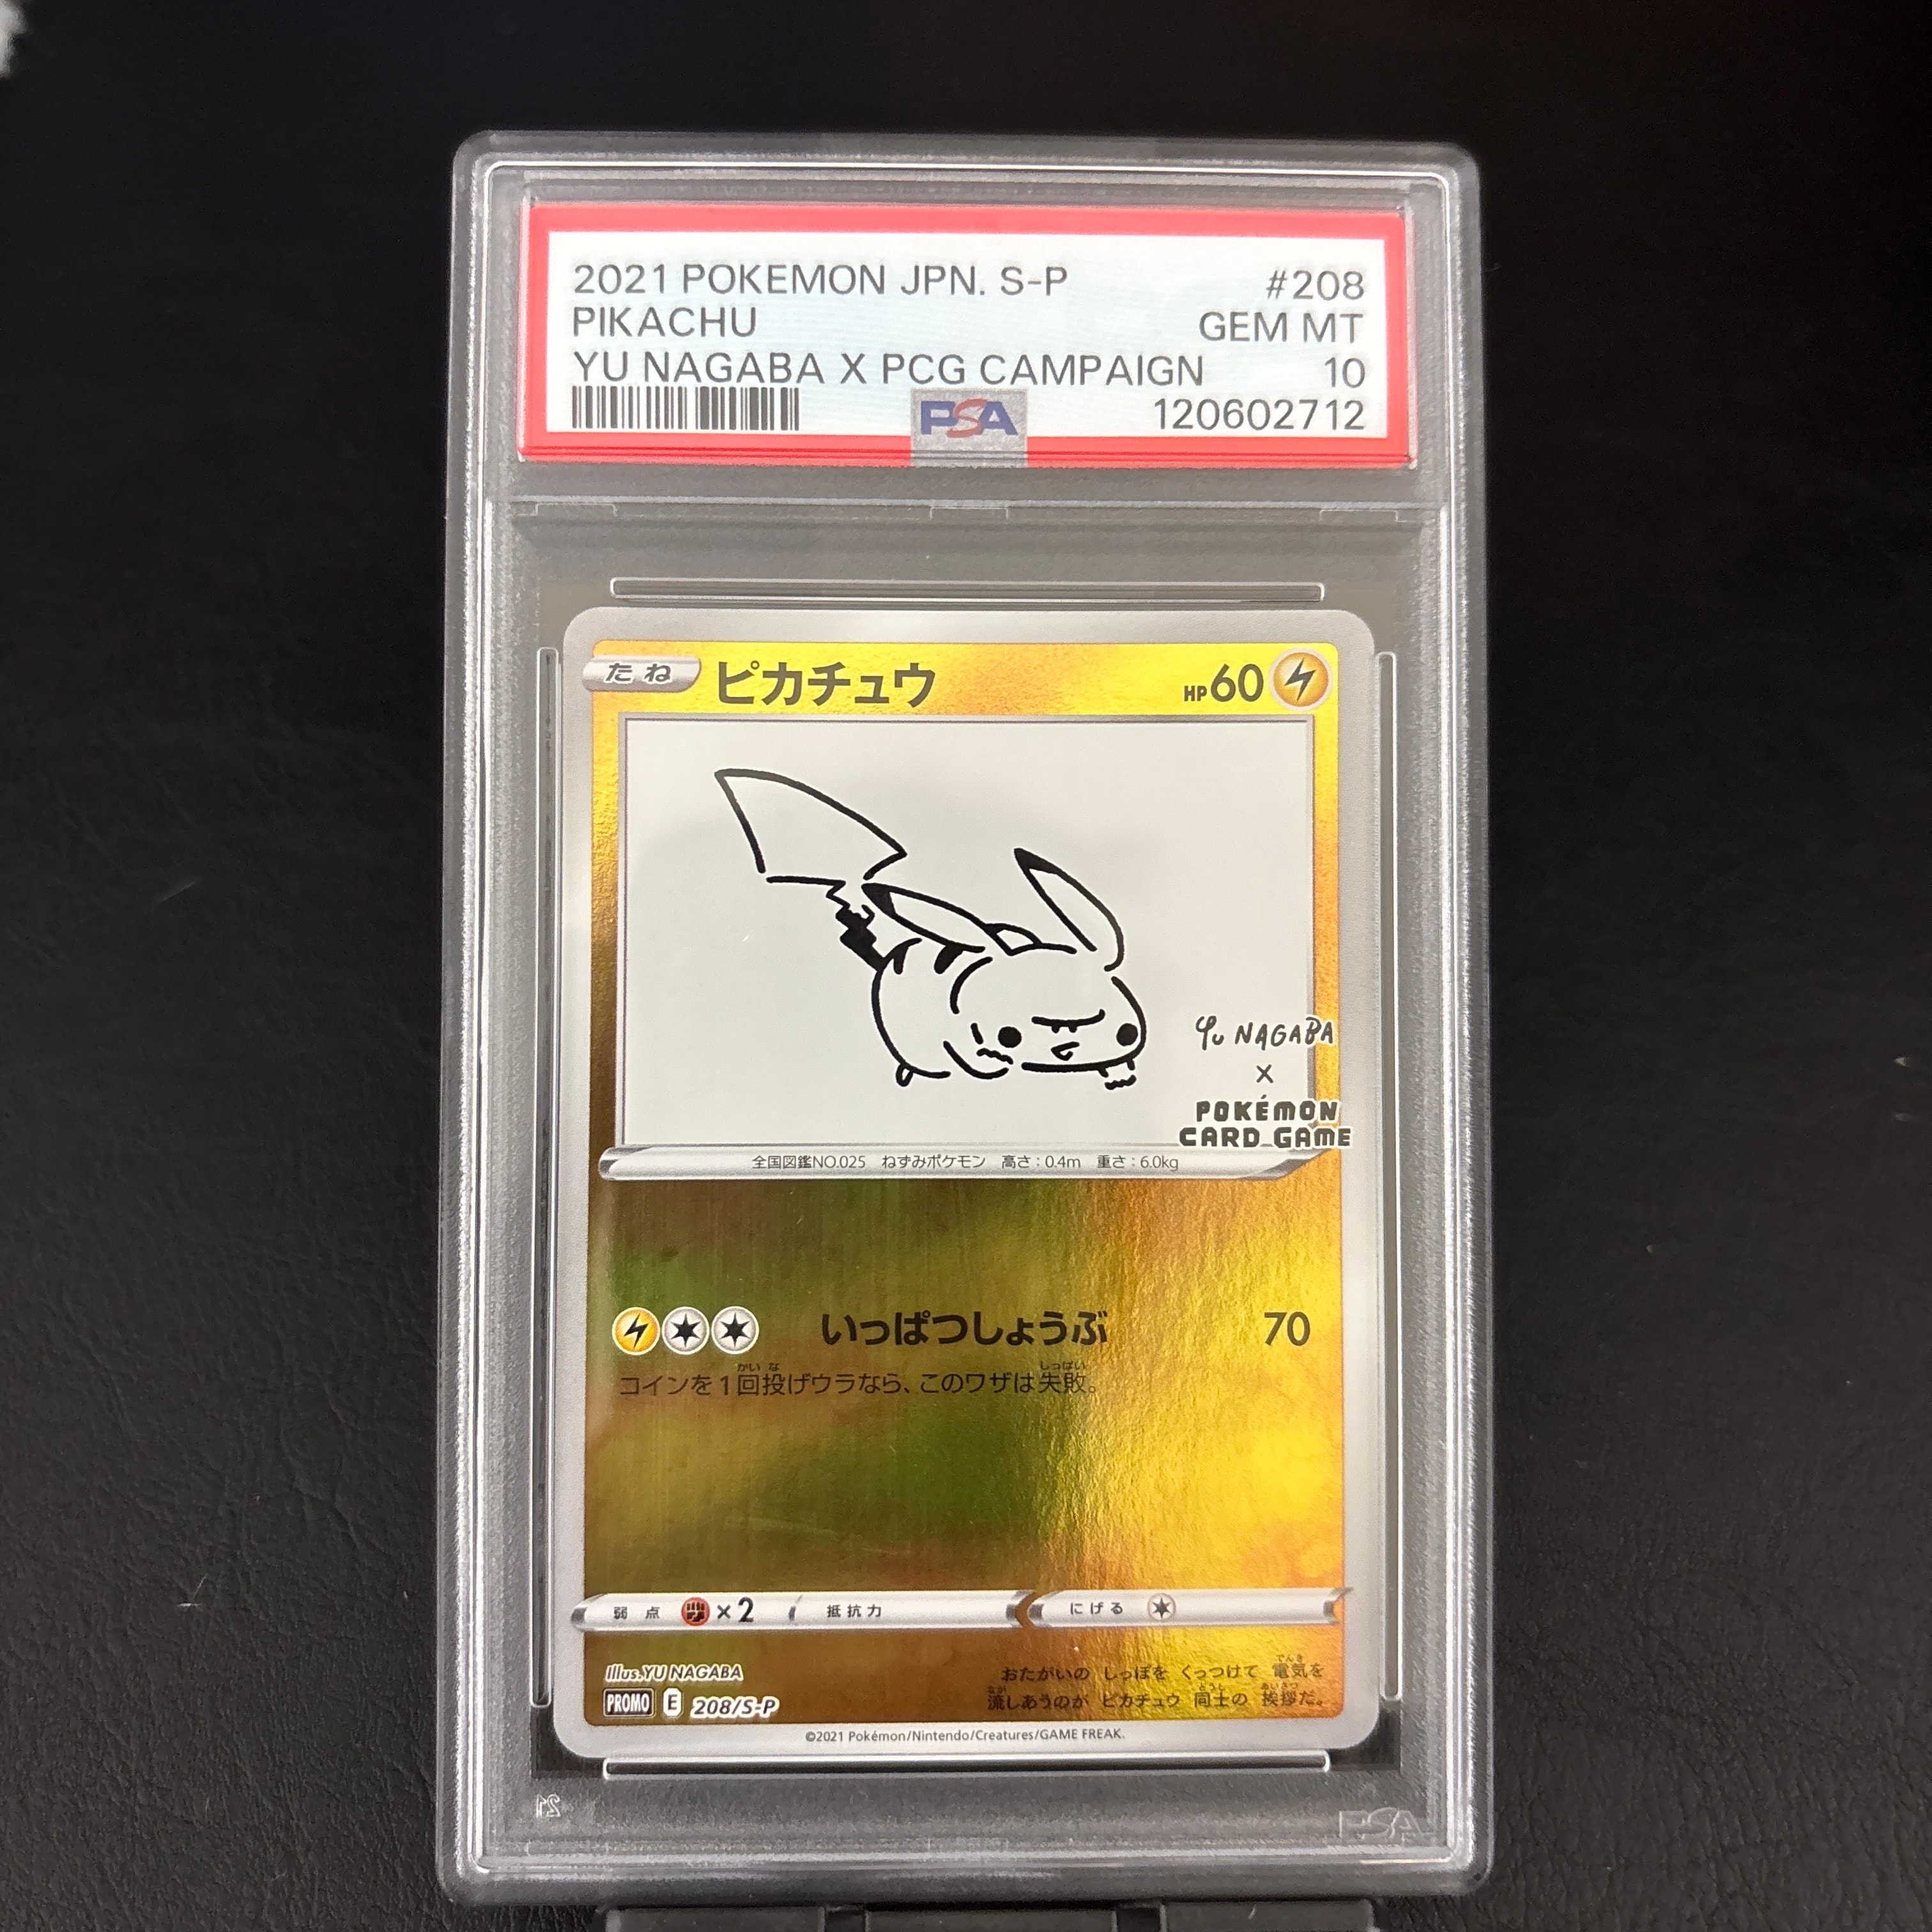 2021 POKEMON JPN. S-P #208
PIKACHU GEM MT
YU NAGABA X PCG CAMPAIGN 10
PSA 120602712
たね ピカチュウ HP60
YU NAGABA
×
POKÉMON
CARD GAME
全国図鑑NO.025 ねずみポケモン 高さ:0.4m 重さ:6.0kg
いっぱつしょうぶ 70
コインを1回投げウラなら、このワザは失敗。
弱点 ×2 抵抗力 にげる
Illus.YU NAGABA
PROMO E 208/S-P
おたがいの しっぽを くっつけて 電気を
流しあうのが ピカチュウ 同士の 挨拶だ。
©2021 Pokémon/Nintendo/Creatures/GAME FREAK.
PSA